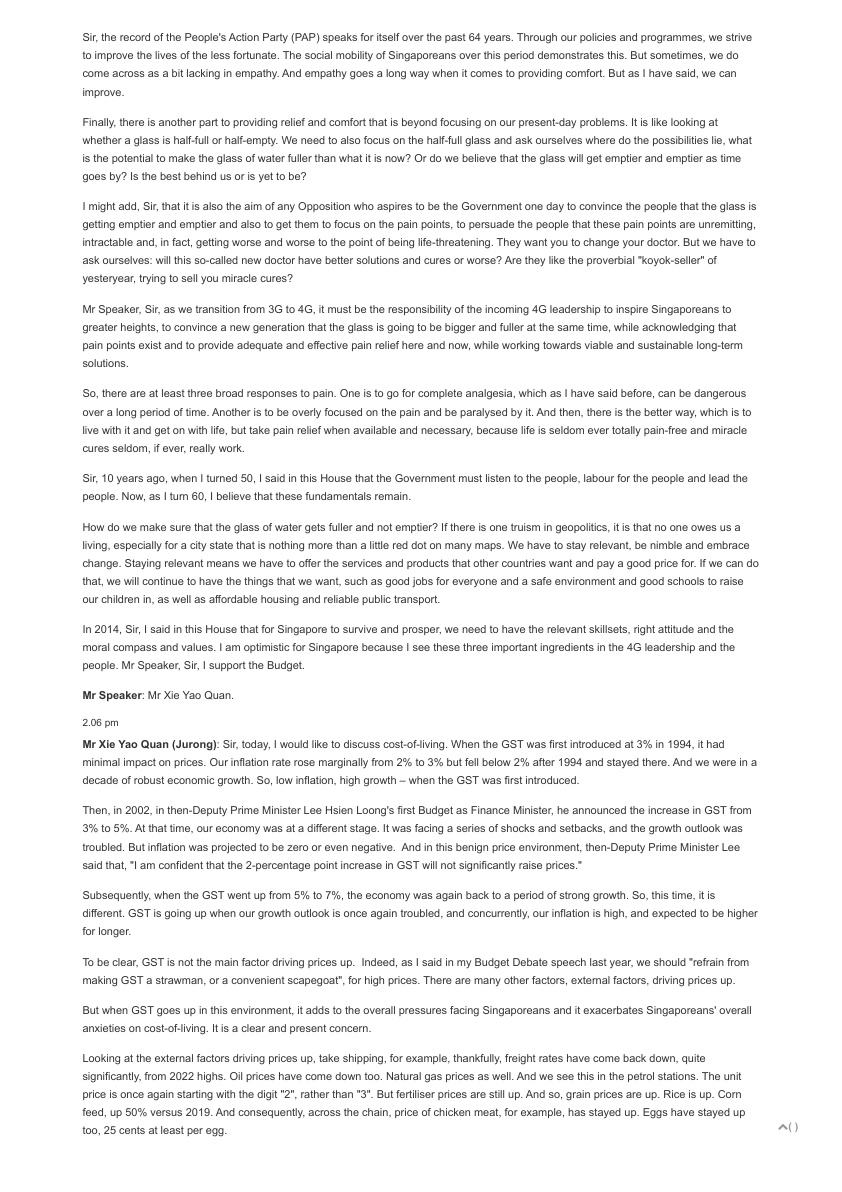 Sir, the record of the People's Action Party (PAP) speaks for itself over the past 64 years. Through our policies and programmes, we strive
to improve the lives of the less fortunate. The social mobility of Singaporeans over this period demonstrates this. But sometimes, we do
come across as a bit lacking in empathy. And empathy goes a long way when it comes to providing comfort. But as I have said, we can
improve.
Finally, there is another part to providing relief and comfort that is beyond focusing on our present-day problems. It is like looking at
whether a glass is half-full or half-empty. We need to also focus on the half-full glass and ask ourselves where do the possibilities lie, what
is the potential to make the glass of water fuller than what it is now? Or do we believe that the glass will get emptier and emptier as time
goes by? Is the best behind us or is yet to be?
I might add, Sir, that it is also the aim of any Opposition who aspires to be the Government one day to convince the people that the glass is
getting emptier and emptier and also to get them to focus on the pain points, to persuade the people that these pain points are unremitting,
intractable and, in fact, getting worse and worse to the point of being life-threatening. They want you to change your doctor. But we have to
ask ourselves: will this so-called new doctor have better solutions and cures or worse? Are they like the proverbial "koyok-seller" of
yesteryear, trying to sell you miracle cures?
Mr Speaker, Sir, as we transition from 3G to 4G, it must be the responsibility of the incoming 4G leadership to inspire Singaporeans to
greater heights, to convince a new generation that the glass is going to be bigger and fuller at the same time, while acknowledging that
pain points exist and to provide adequate and effective pain relief here and now, while working towards viable and sustainable long-term
solutions.
So, there are at least three broad responses to pain. One is to go for complete analgesia, which as I have said before, can be dangerous
over a long period of time. Another is to be overly focused on the pain and be paralysed by it. And then, there is the better way, which is to
live with it and get on with life, but take pain relief when available and necessary, because life is seldom ever totally pain-free and miracle
cures seldom, if ever, really work.
Sir, 10 years ago, when I turned 50, I said in this House that the Government must listen to the people, labour for the people and lead the
people. Now, as I turn 60, I believe that these fundamentals remain.
How do we make sure that the glass of water gets fuller and not emptier? If there is one truism in geopolitics, it is that no one owes us a
living, especially for a city state that is nothing more than a little red dot on many maps. We have to stay relevant, be nimble and embrace
change. Staying relevant means we have to offer the services and products that other countries want and pay a good price for. If we can do
that, we will continue to have the things that we want, such as good jobs for everyone and a safe environment and good schools to raise
our children in, as well as affordable housing and reliable public transport.
In 2014, Sir, I said in this House that for Singapore to survive and prosper, we need to have the relevant skillsets, right attitude and the
moral compass and values. I am optimistic for Singapore because I see these three important ingredients in the 4G leadership and the
people. Mr Speaker, Sir, I support the Budget.
Mr Speaker: Mr Xie Yao Quan.
2.06 pm
Mr Xie Yao Quan (Jurong): Sir, today, I would like to discuss cost-of-living. When the GST was first introduced at 3% in 1994, it had
minimal impact on prices. Our inflation rate rose marginally from 2% to 3% but fell below 2% after 1994 and stayed there. And we were in a
decade of robust economic growth. So, low inflation, high growth – when the GST was first introduced.
Then, in 2002, in then-Deputy Prime Minister Lee Hsien Loong's first Budget as Finance Minister, he announced the increase in GST from
3% to 5%. At that time, our economy was at a different stage. It was facing a series of shocks and setbacks, and the growth outlook was
troubled. But inflation was projected to be zero or even negative. And in this benign price environment, then-Deputy Prime Minister Lee
said that, "I am confident that the 2-percentage point increase in GST will not significantly raise prices."
Subsequently, when the GST went up from 5% to 7%, the economy was again back to a period of strong growth. So, this time, it is
different. GST is going up when our growth outlook is once again troubled, and concurrently, our inflation is high, and expected to be higher
for longer.
To be clear, GST is not the main factor driving prices up. Indeed, as I said in my Budget Debate speech last year, we should "refrain from
making GST a strawman, or a convenient scapegoat", for high prices. There are many other factors, external factors, driving prices up.
But when GST goes up in this environment, it adds to the overall pressures facing Singaporeans and it exacerbates Singaporeans' overall
anxieties on cost-of-living. It is a clear and present concern.
Looking at the external factors driving prices up, take shipping, for example, thankfully, freight rates have come back down, quite
significantly, from 2022 highs. Oil prices have come down too. Natural gas prices as well. And we see this in the petrol stations. The unit
price is once again starting with the digit "2", rather than "3". But fertiliser prices are still up. And so, grain prices are up. Rice is up. Corn
feed, up 50% versus 2019. And consequently, across the chain, price of chicken meat, for example, has stayed up. Eggs have stayed up
too, 25 cents at least per egg.
( )